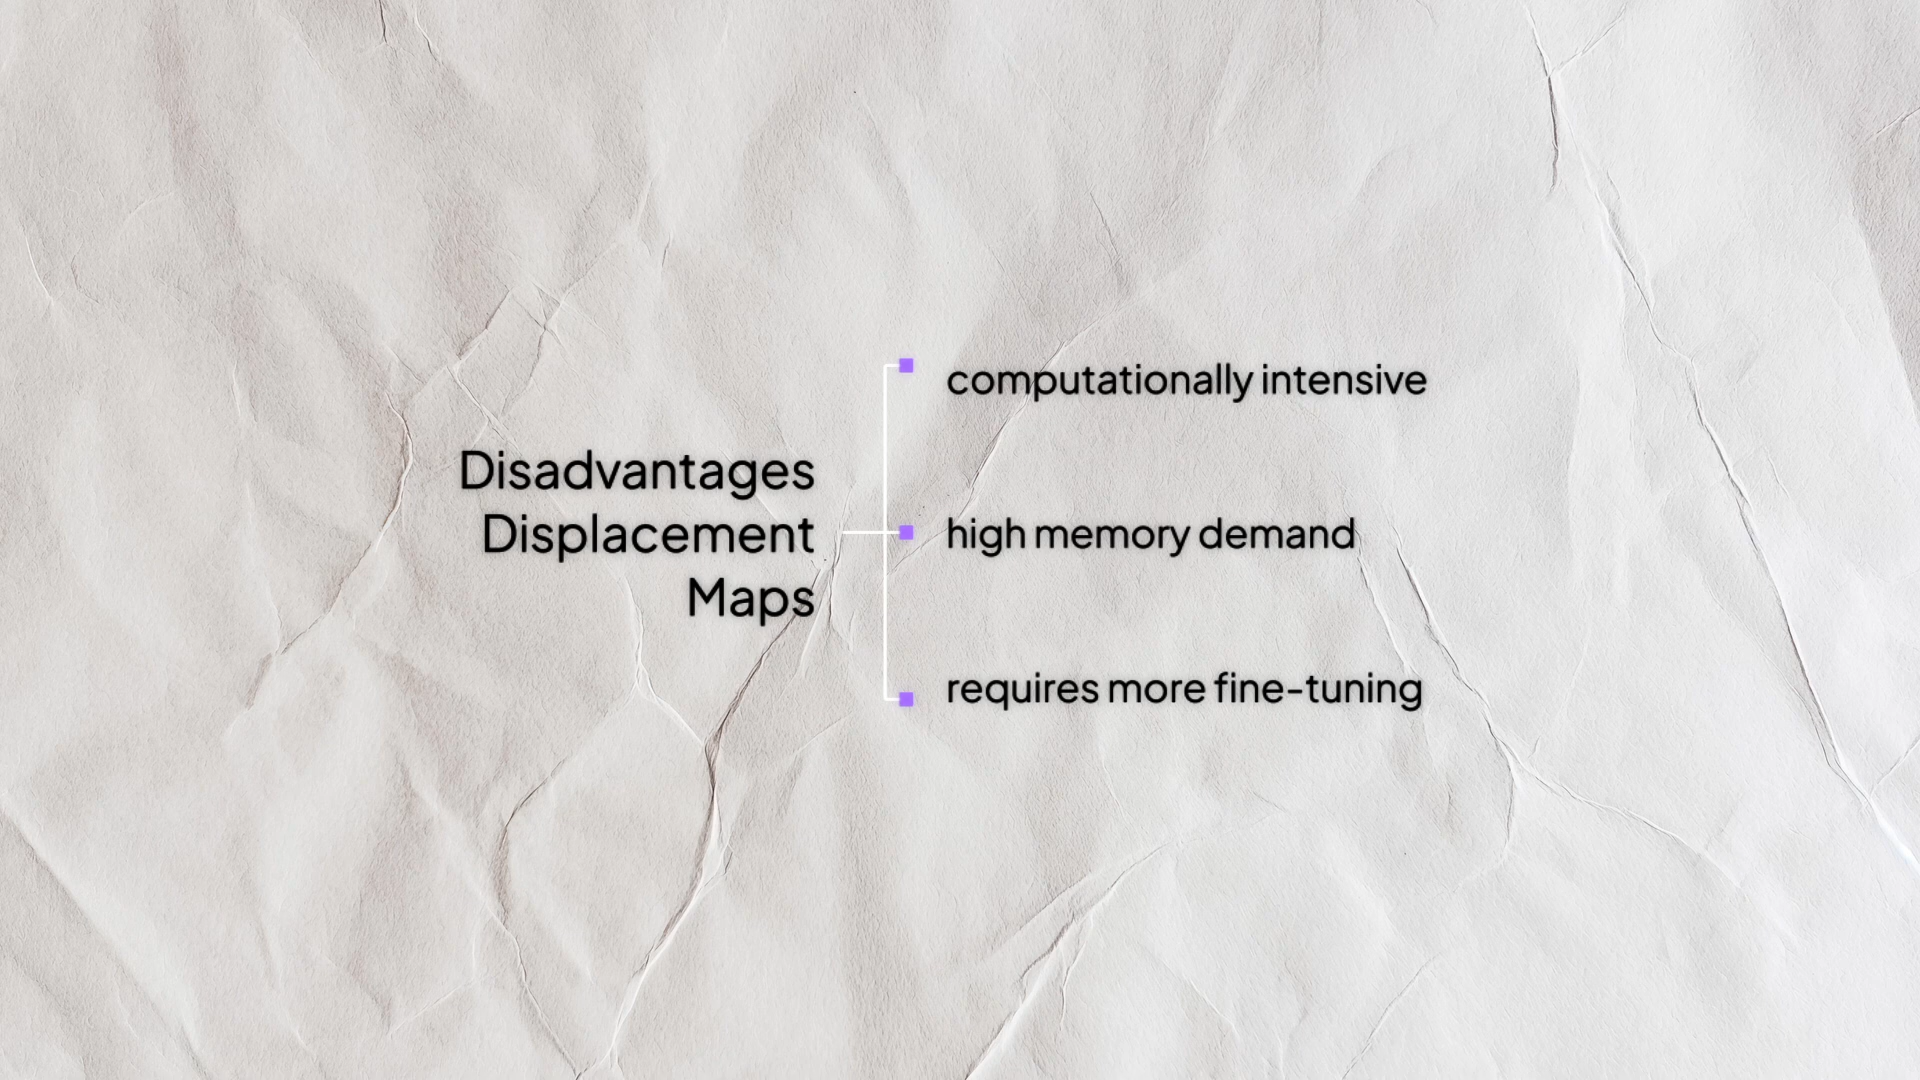 Disadvantages
Displacement
Maps
computationally intensive
high memory demand
requires more fine-tuning